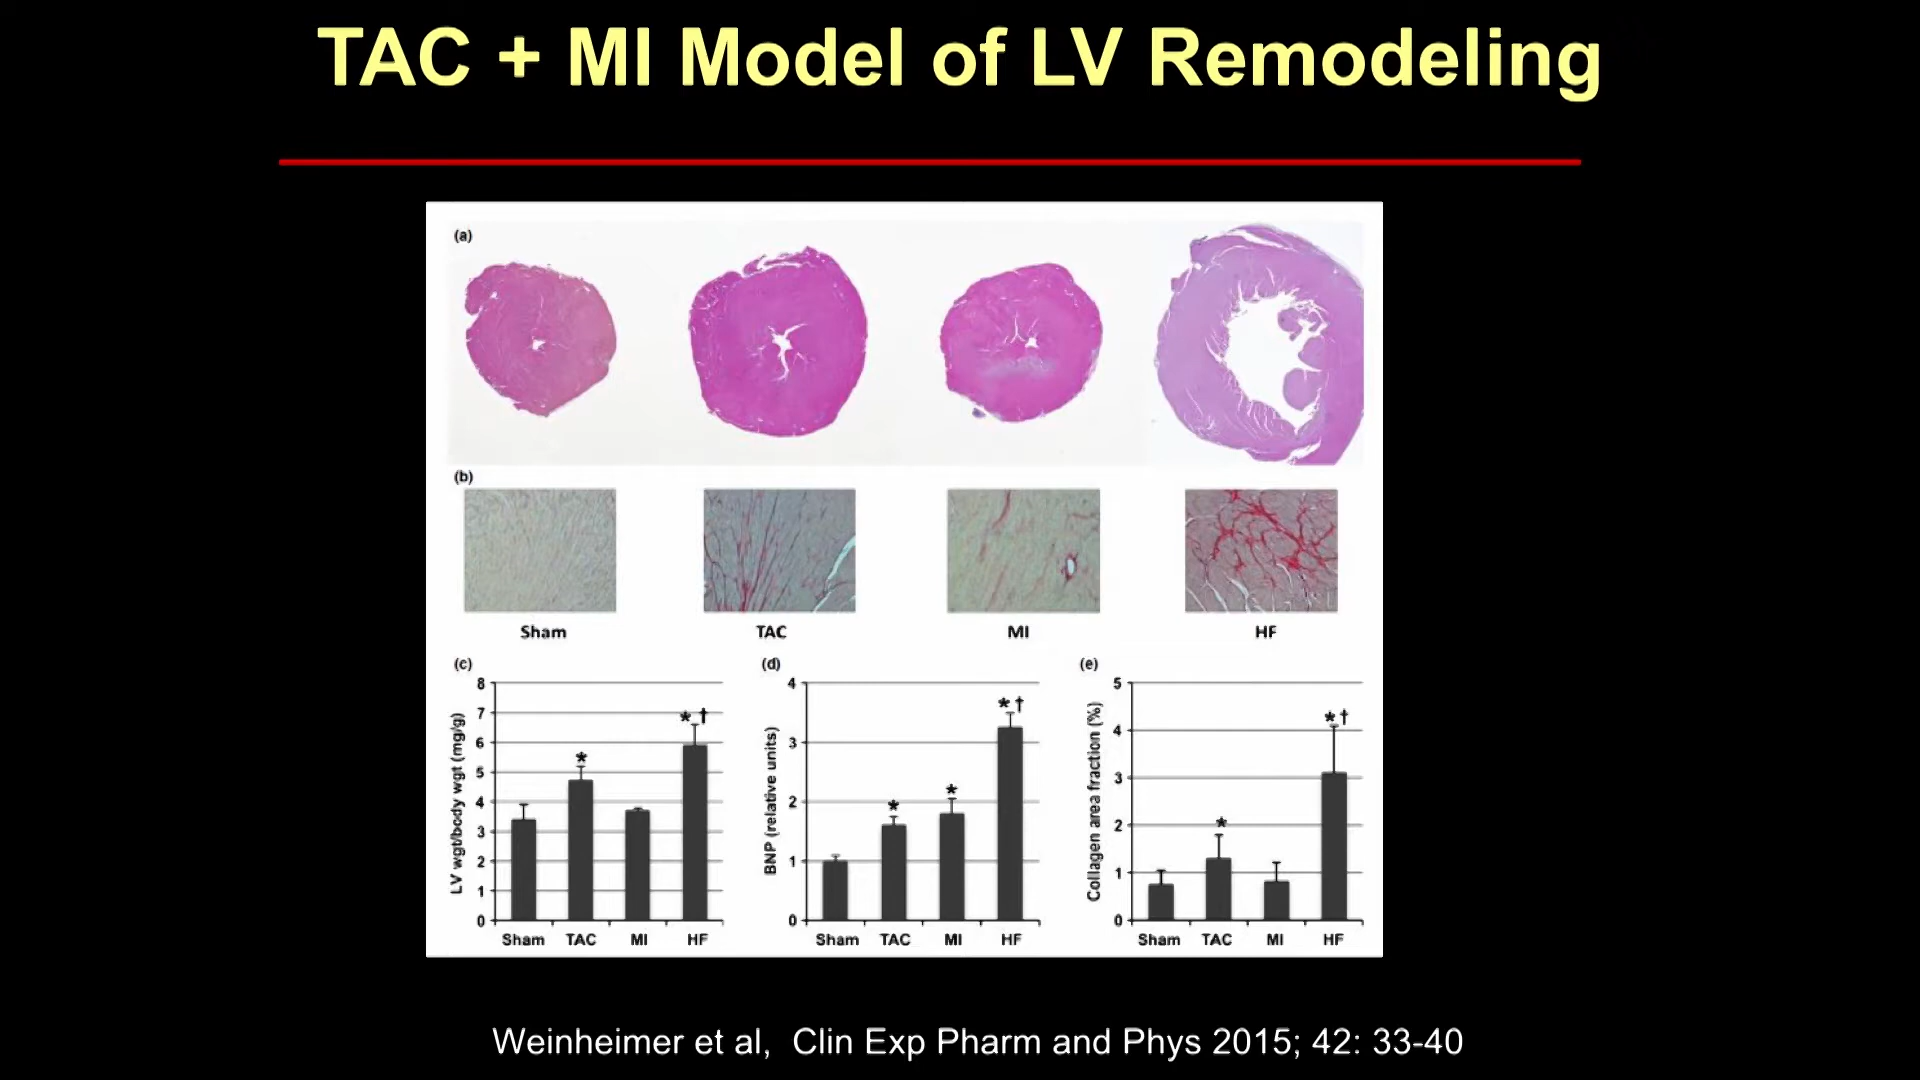 TAC + MI Model of LV Remodeling
(a)
(b)
Sham TAC MI HF
(c) (d) (e)
LV wgt/body wgt (mg/g)
8
7
6
5
4
3
2
1
0
* * †
Sham TAC MI HF
BNP (relative units)
4
3
2
1
0
* * * †
Sham TAC MI HF
Collagen area fraction (%)
5
4
3
2
1
0
* * †
Sham TAC MI HF
Weinheimer et al, Clin Exp Pharm and Phys 2015; 42: 33-40